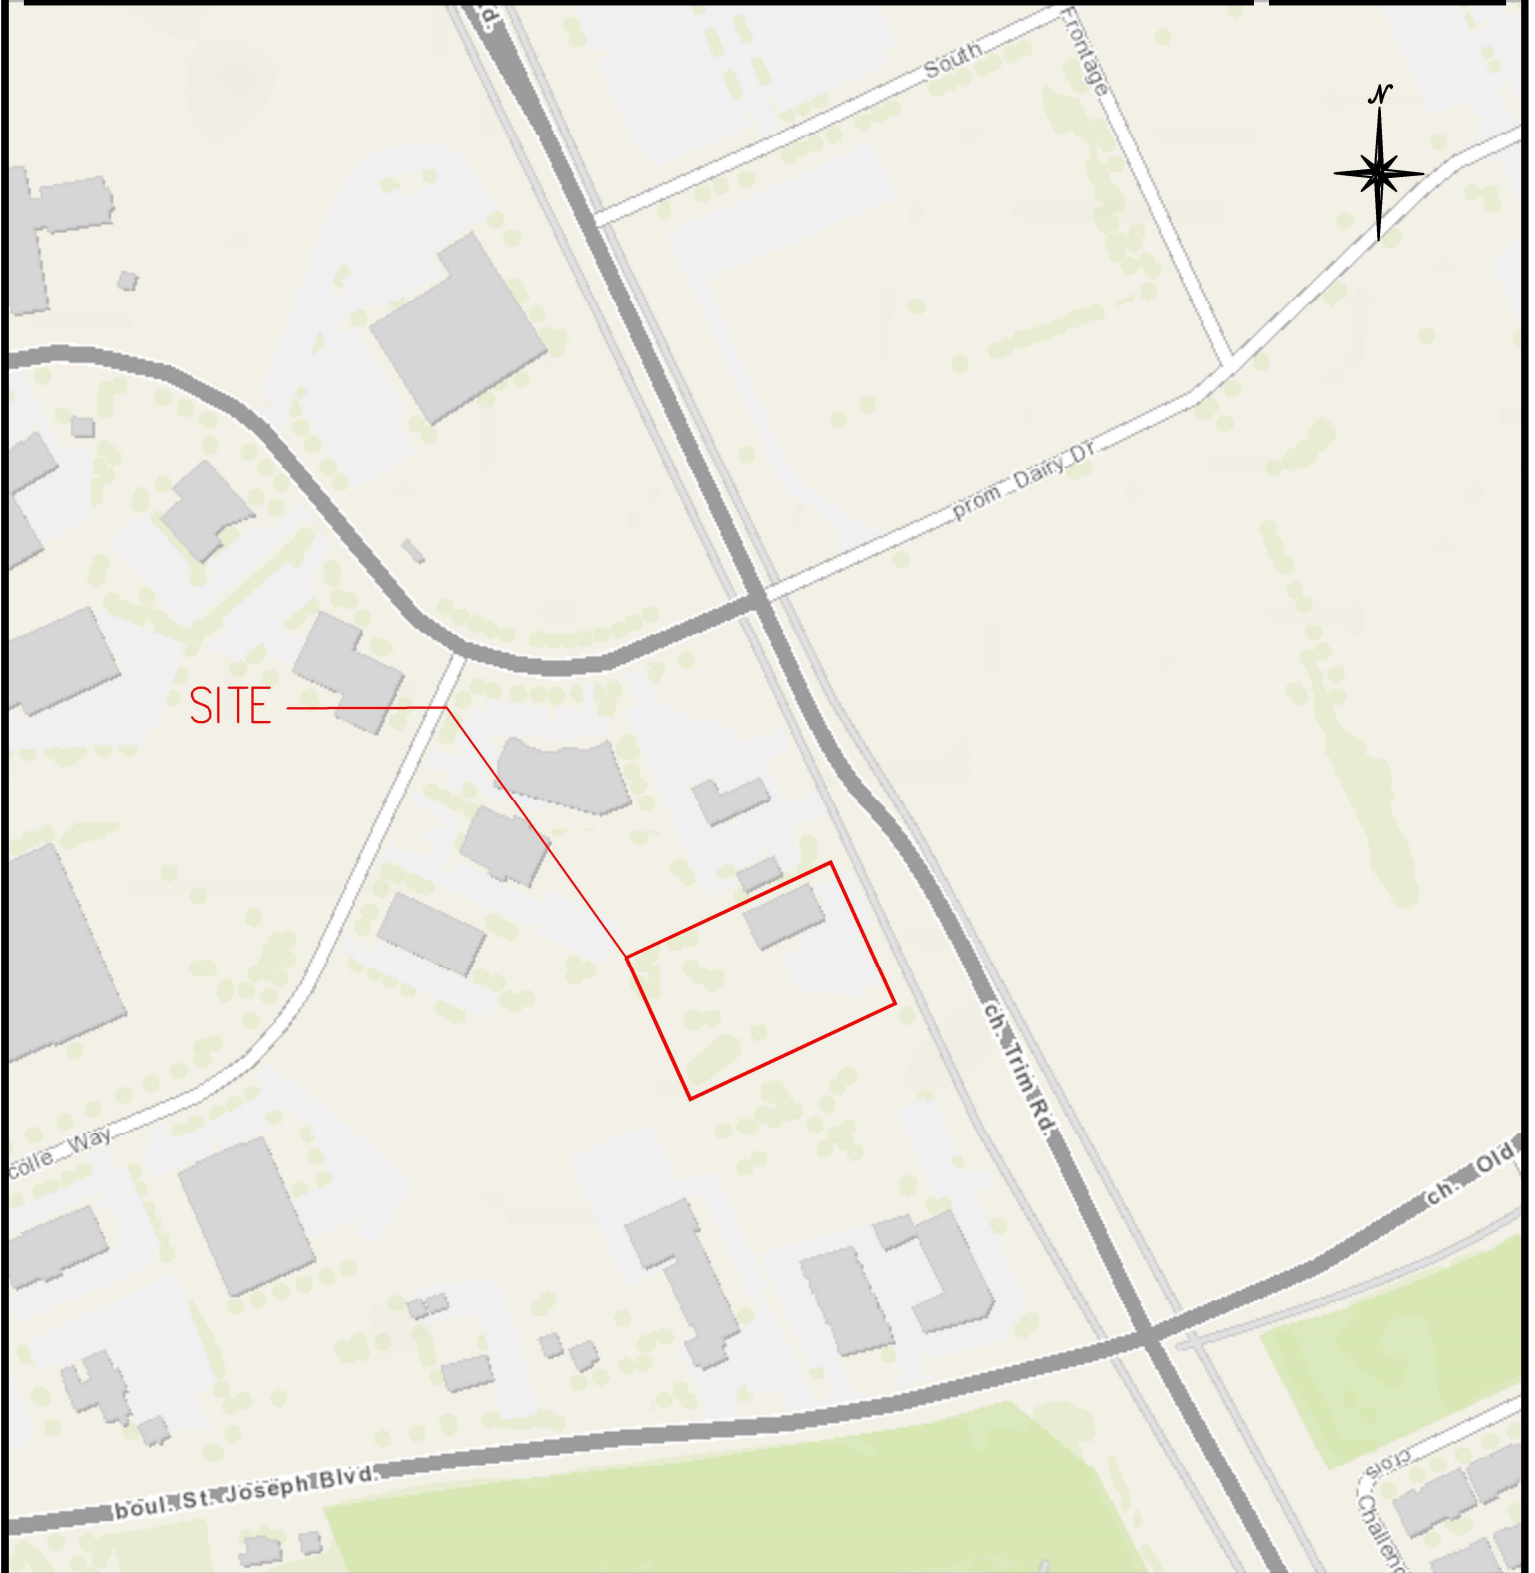 d.
South
Frontage
N
prom Dairy Dr
SITE
ch. Trim Rd.
colle Way
ch. Old
boul. St. Joseph Blvd.
crois
Challen